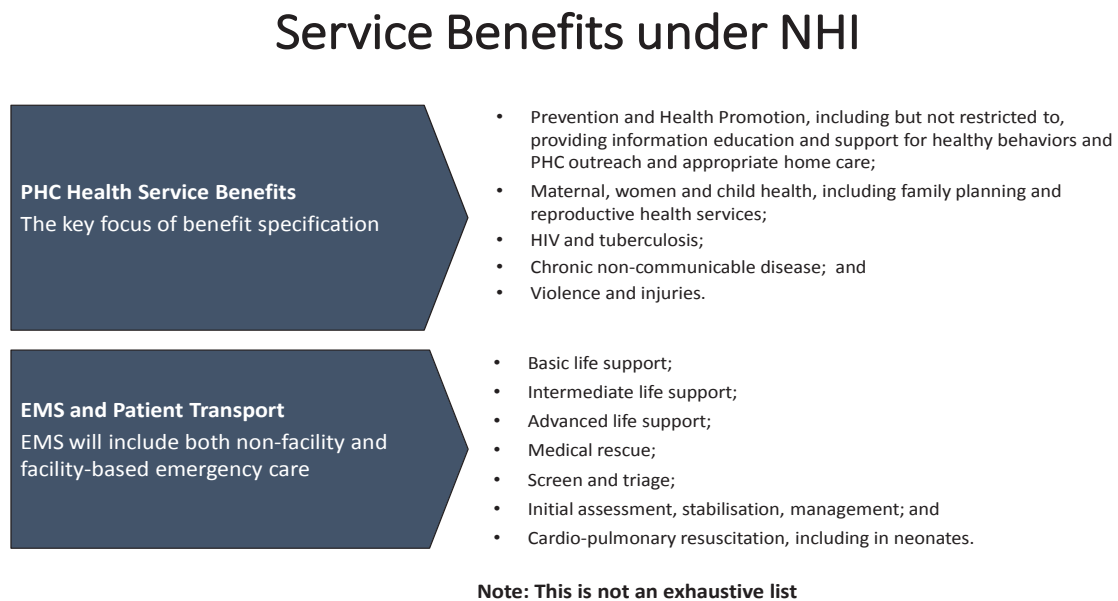 Service Benefits under NHI
PHC Health Service Benefits
The key focus of benefit specification
• Prevention and Health Promotion, including but not restricted to,
providing information education and support for healthy behaviors and
PHC outreach and appropriate home care;
• Maternal, women and child health, including family planning and
reproductive health services;
• HIV and tuberculosis;
• Chronic non-communicable disease;  and
• Violence and injuries.
EMS and Patient Transport
EMS will include both non-facility and
facility-based emergency care
• Basic life support;
• Intermediate life support;
• Advanced life support;
• Medical rescue;
• Screen and triage;
• Initial assessment, stabilisation, management; and
• Cardio-pulmonary resuscitation, including in neonates.
Note: This is not an exhaustive list